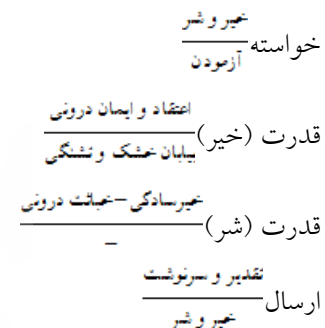 خیر و شر
خواسته
آزمودن
اعتقاد و ایمان درونی
قدرت (خیر)
بیابان خشک و تشنگی
خیرسادگی – خباثت درونی
قدرت (شر)
–
تقدیر و سرنوشت
ارسال
خیر و شر